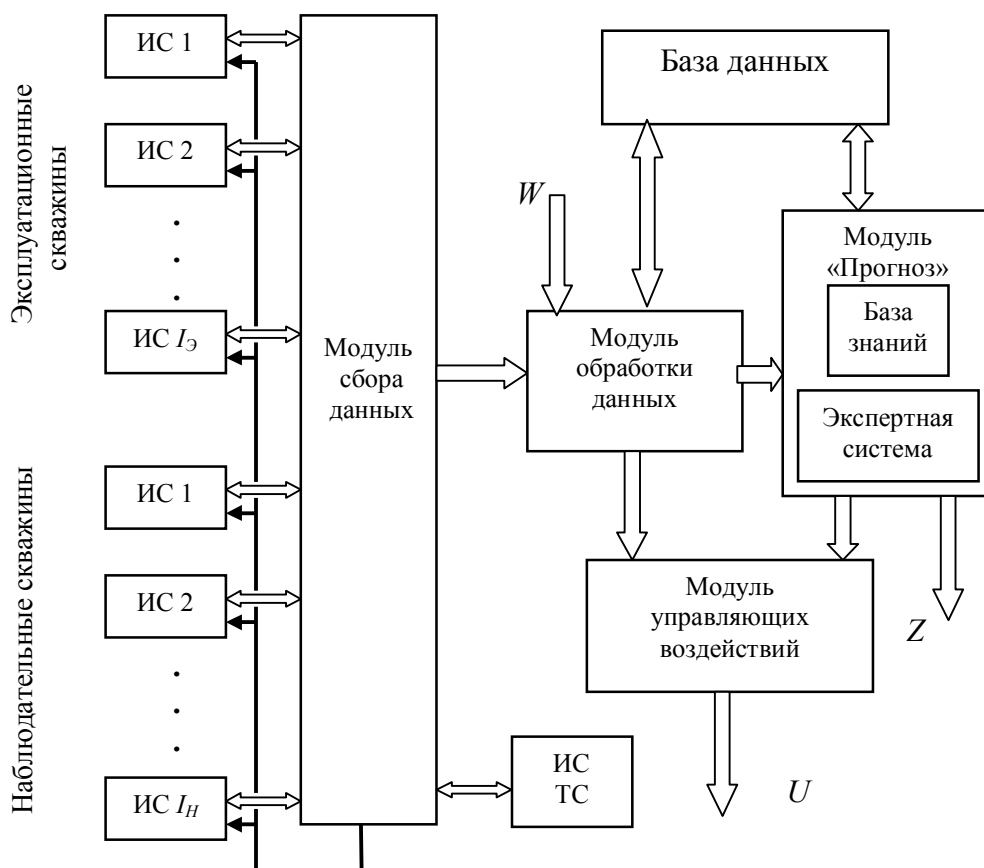 Эксплуатационные
скважины
ИС 1
ИС 2
ИС IЭ
Наблюдательные скважины
ИС 1
ИС 2
ИС IН
Модуль
сбора
данных
База данных
W
Модуль
обработки
данных
Модуль
«Прогноз»
База
знаний
Экспертная
система
Модуль
управляющих
воздействий
Z
ИС
ТС
U